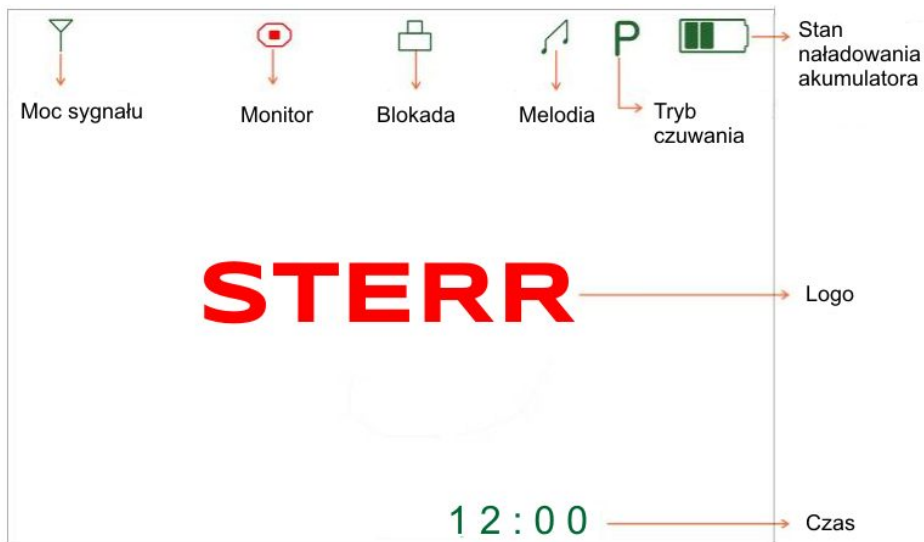 P
Stan
naładowania
akumulatora
Moc sygnału
Monitor
Blokada
Melodia
Tryb
czuwania
STERR
Logo
12:00
Czas